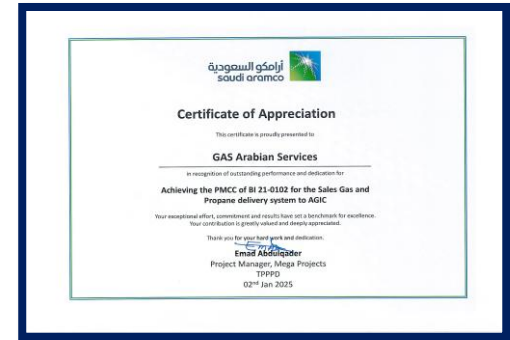 أرامكو السعودية
saudi aramco
Certificate of Appreciation
This certificate is proudly presented to
GAS Arabian Services
in recognition of outstanding performance and dedication for
Achieving the PMCC of BI 21-0102 for the Sales Gas and
Propane delivery system to AGIC
Your exceptional effort, commitment and results have set a benchmark for excellence.
Your contribution is greatly valued and deeply appreciated.
Thank you for your hard work and dedication.
Emad Abdulqader
Project Manager, Mega Projects
TPPPD
02ⁿᵈ Jan 2025